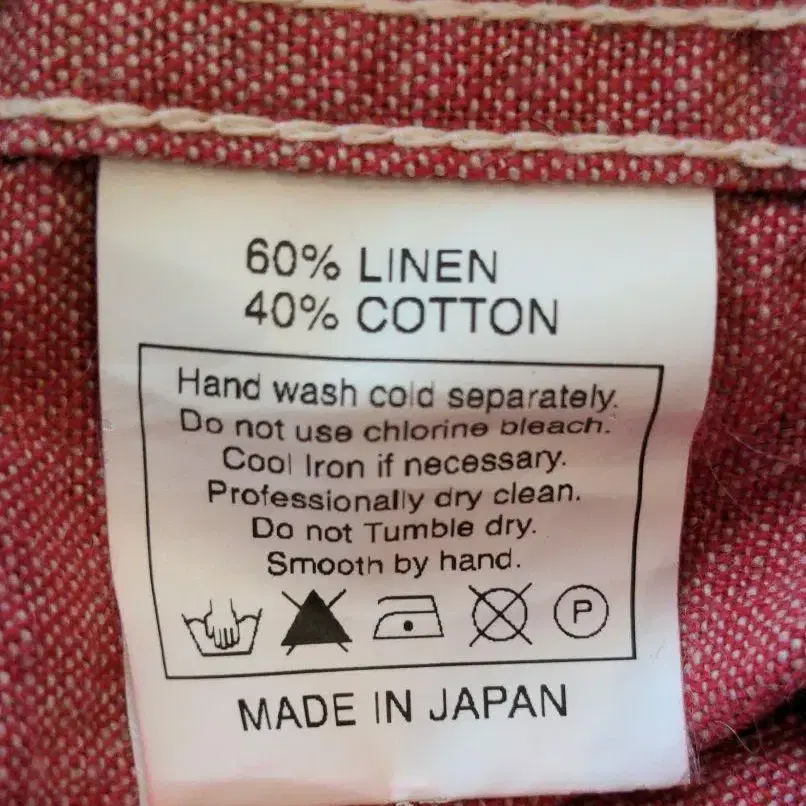 60% LINEN
40% COTTON
Hand wash cold separately.
Do not use chlorine bleach.
Cool Iron if necessary.
Professionally dry clean.
Do not Tumble dry.
Smooth by hand.
P
MADE IN JAPAN